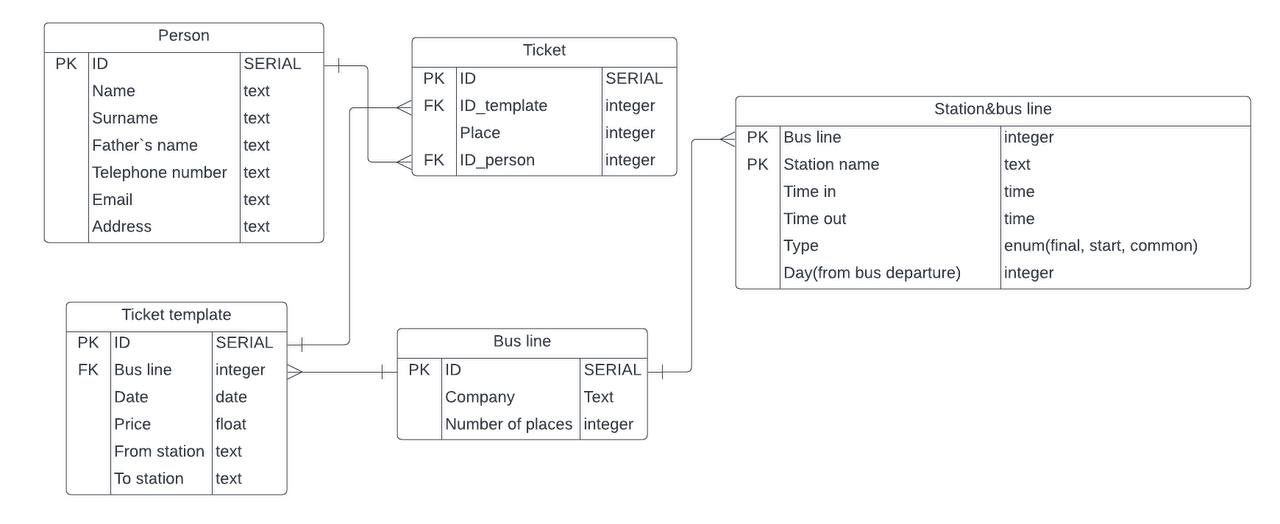 Person
PK ID SERIAL
Name text
Surname text
Father`s name text
Telephone number text
Email text
Address text
Ticket
PK ID SERIAL
FK ID_template integer
Place integer
FK ID_person integer
Station&bus line
PK Bus line integer
PK Station name text
Time in time
Time out time
Type enum(final, start, common)
Day(from bus departure) integer
Ticket template
PK ID SERIAL
FK Bus line integer
Date date
Price float
From station text
To station text
Bus line
PK ID SERIAL
Company Text
Number of places integer